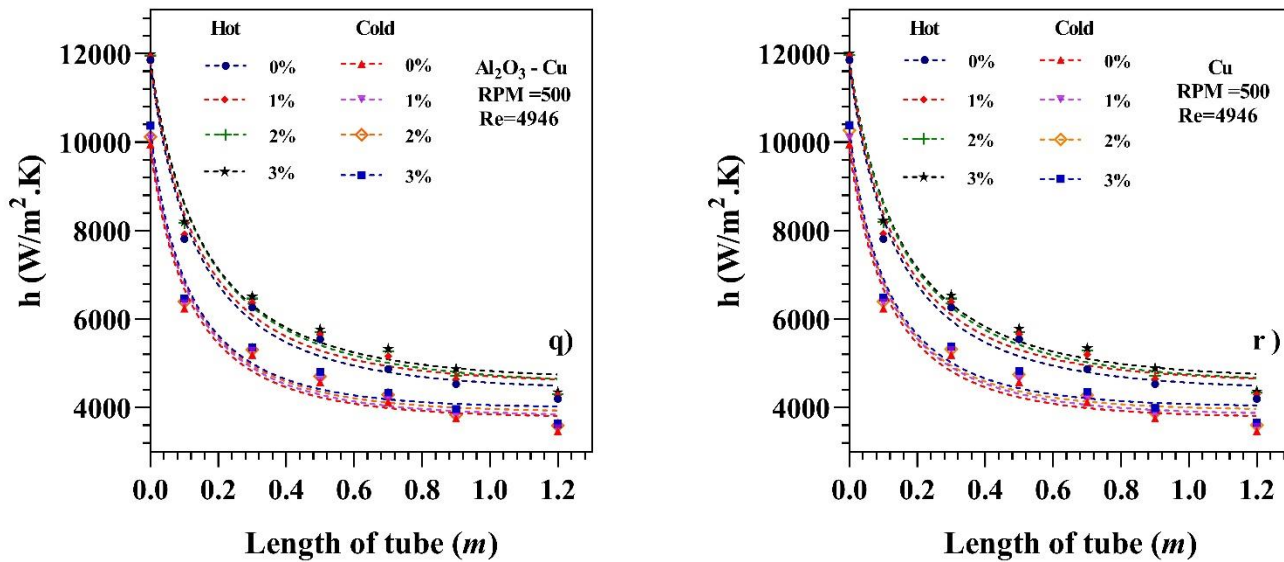 Hot Cold
0% 0%
1% 1%
2% 2%
3% 3%
Al₂O₃ - Cu
RPM =500
Re=4946
q)
12000
10000
8000
6000
4000
h (W/m² .K)
0.0 0.2 0.4 0.6 0.8 1.0 1.2
Length of tube (m)
Hot Cold
0% 0%
1% 1%
2% 2%
3% 3%
Cu
RPM =500
Re=4946
r)
12000
10000
8000
6000
4000
h (W/m² .K)
0.0 0.2 0.4 0.6 0.8 1.0 1.2
Length of tube (m)